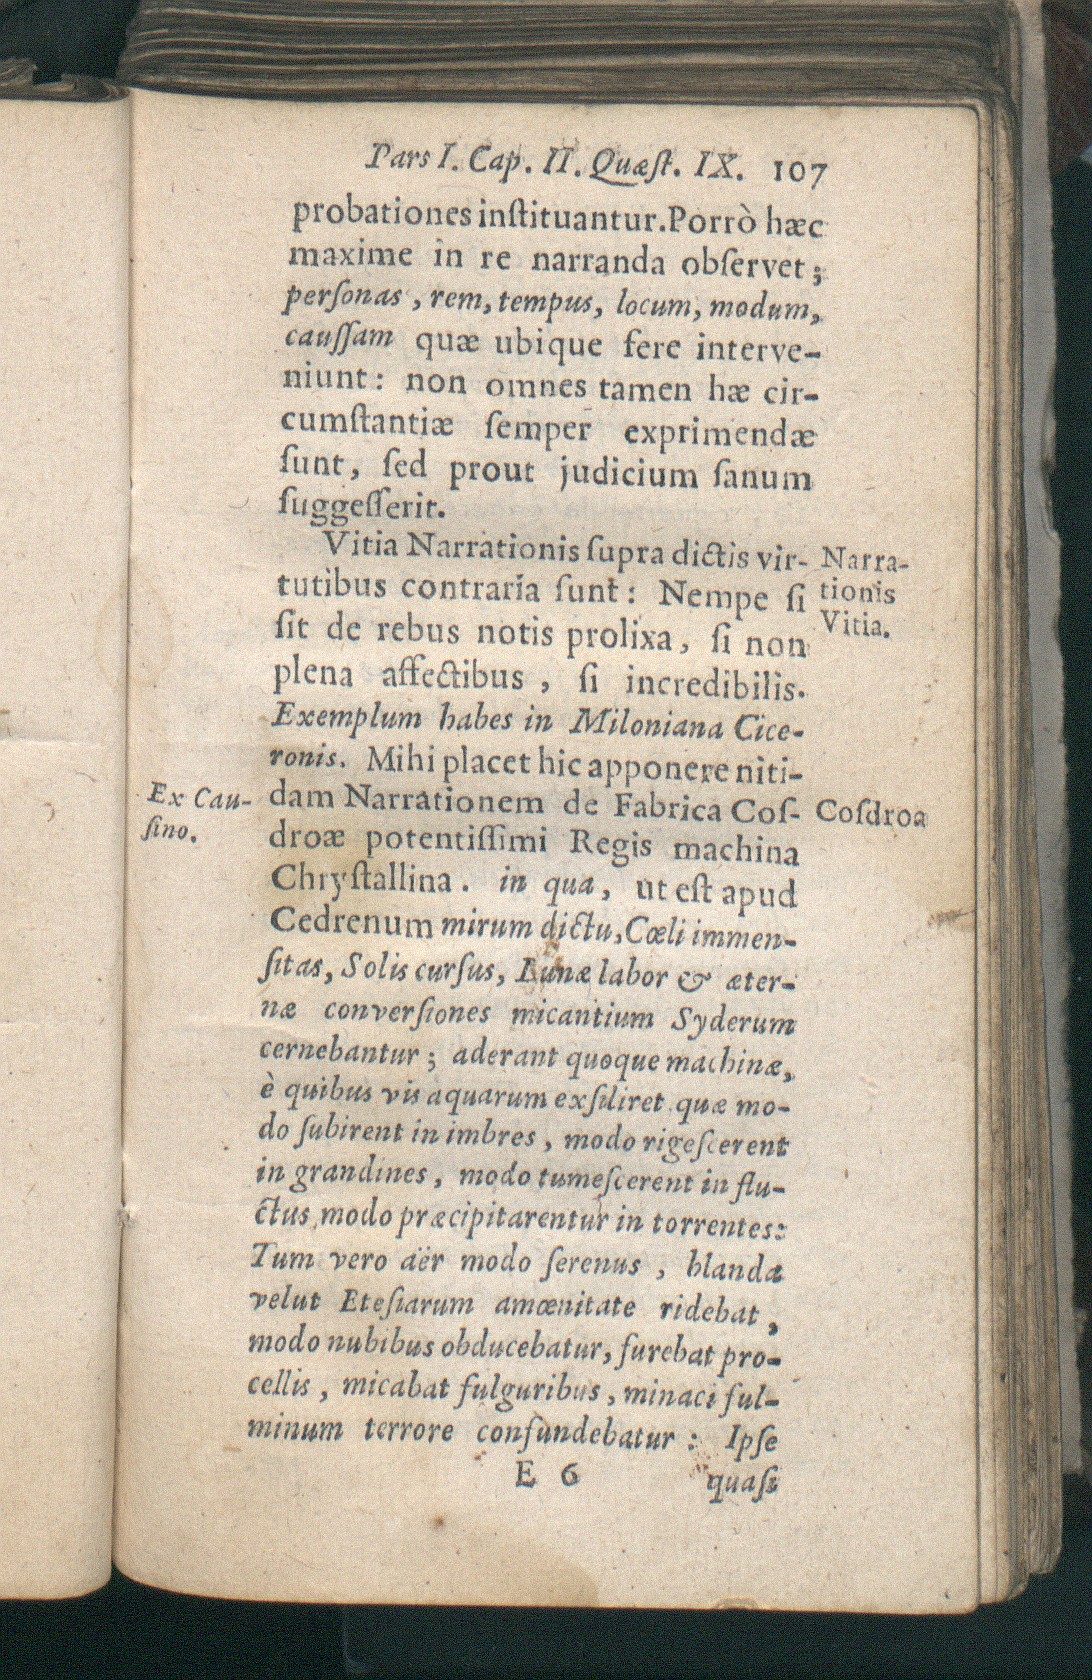 Pars I. Cap. II. Quæſt. IX. 107
probationes inſtituantur. Porrò hæc
maxime in re narranda obſervet;
perſonas, rem, tempus, locum, modum,
cauſſam quæ ubique fere interve-
niunt: non omnes tamen hæ cir-
cumſtantiæ ſemper exprimendæ
ſunt, ſed prout judicium ſanum
ſuggeſſerit.
Vitia Narrationis ſupra dictis vir-
tutibus contraria ſunt: Nempe ſi
ſit de rebus notis prolixa, ſi non
plena affectibus, ſi incredibilis.
Narra-
tionis
Vitia.
Exemplum habes in Miloniana Cice-
ronis. Mihi placet hic apponere niti-
Ex Cau-
ſino.
dam Narrationem de Fabrica Coſ-
Coſdroa
droæ potentiſſimi Regis machina
Chryſtallina. in qua, ut eſt apud
Cedrenum mirum dictu, Cœli immen-
ſitas, Solis curſus, Lunæ labor & æter-
næ converſiones micantium Syderum
cernebantur; aderant quoque machinæ,
è quibus vis aquarum exſiliret quæ mo-
do ſubirent in imbres, modo rigeſcerent
in grandines, modo tumeſcerent in flu-
ctus, modo præcipitarentur in torrentes:
Tum vero aër modo ſerenus, blanda
velut Eteſiarum amœnitate ridebat,
modo nubibus obducebatur, furebat pro-
cellis, micabat fulguribus, minaci ful-
minum terrore confundebatur: Ipſe
E 6
quaſi